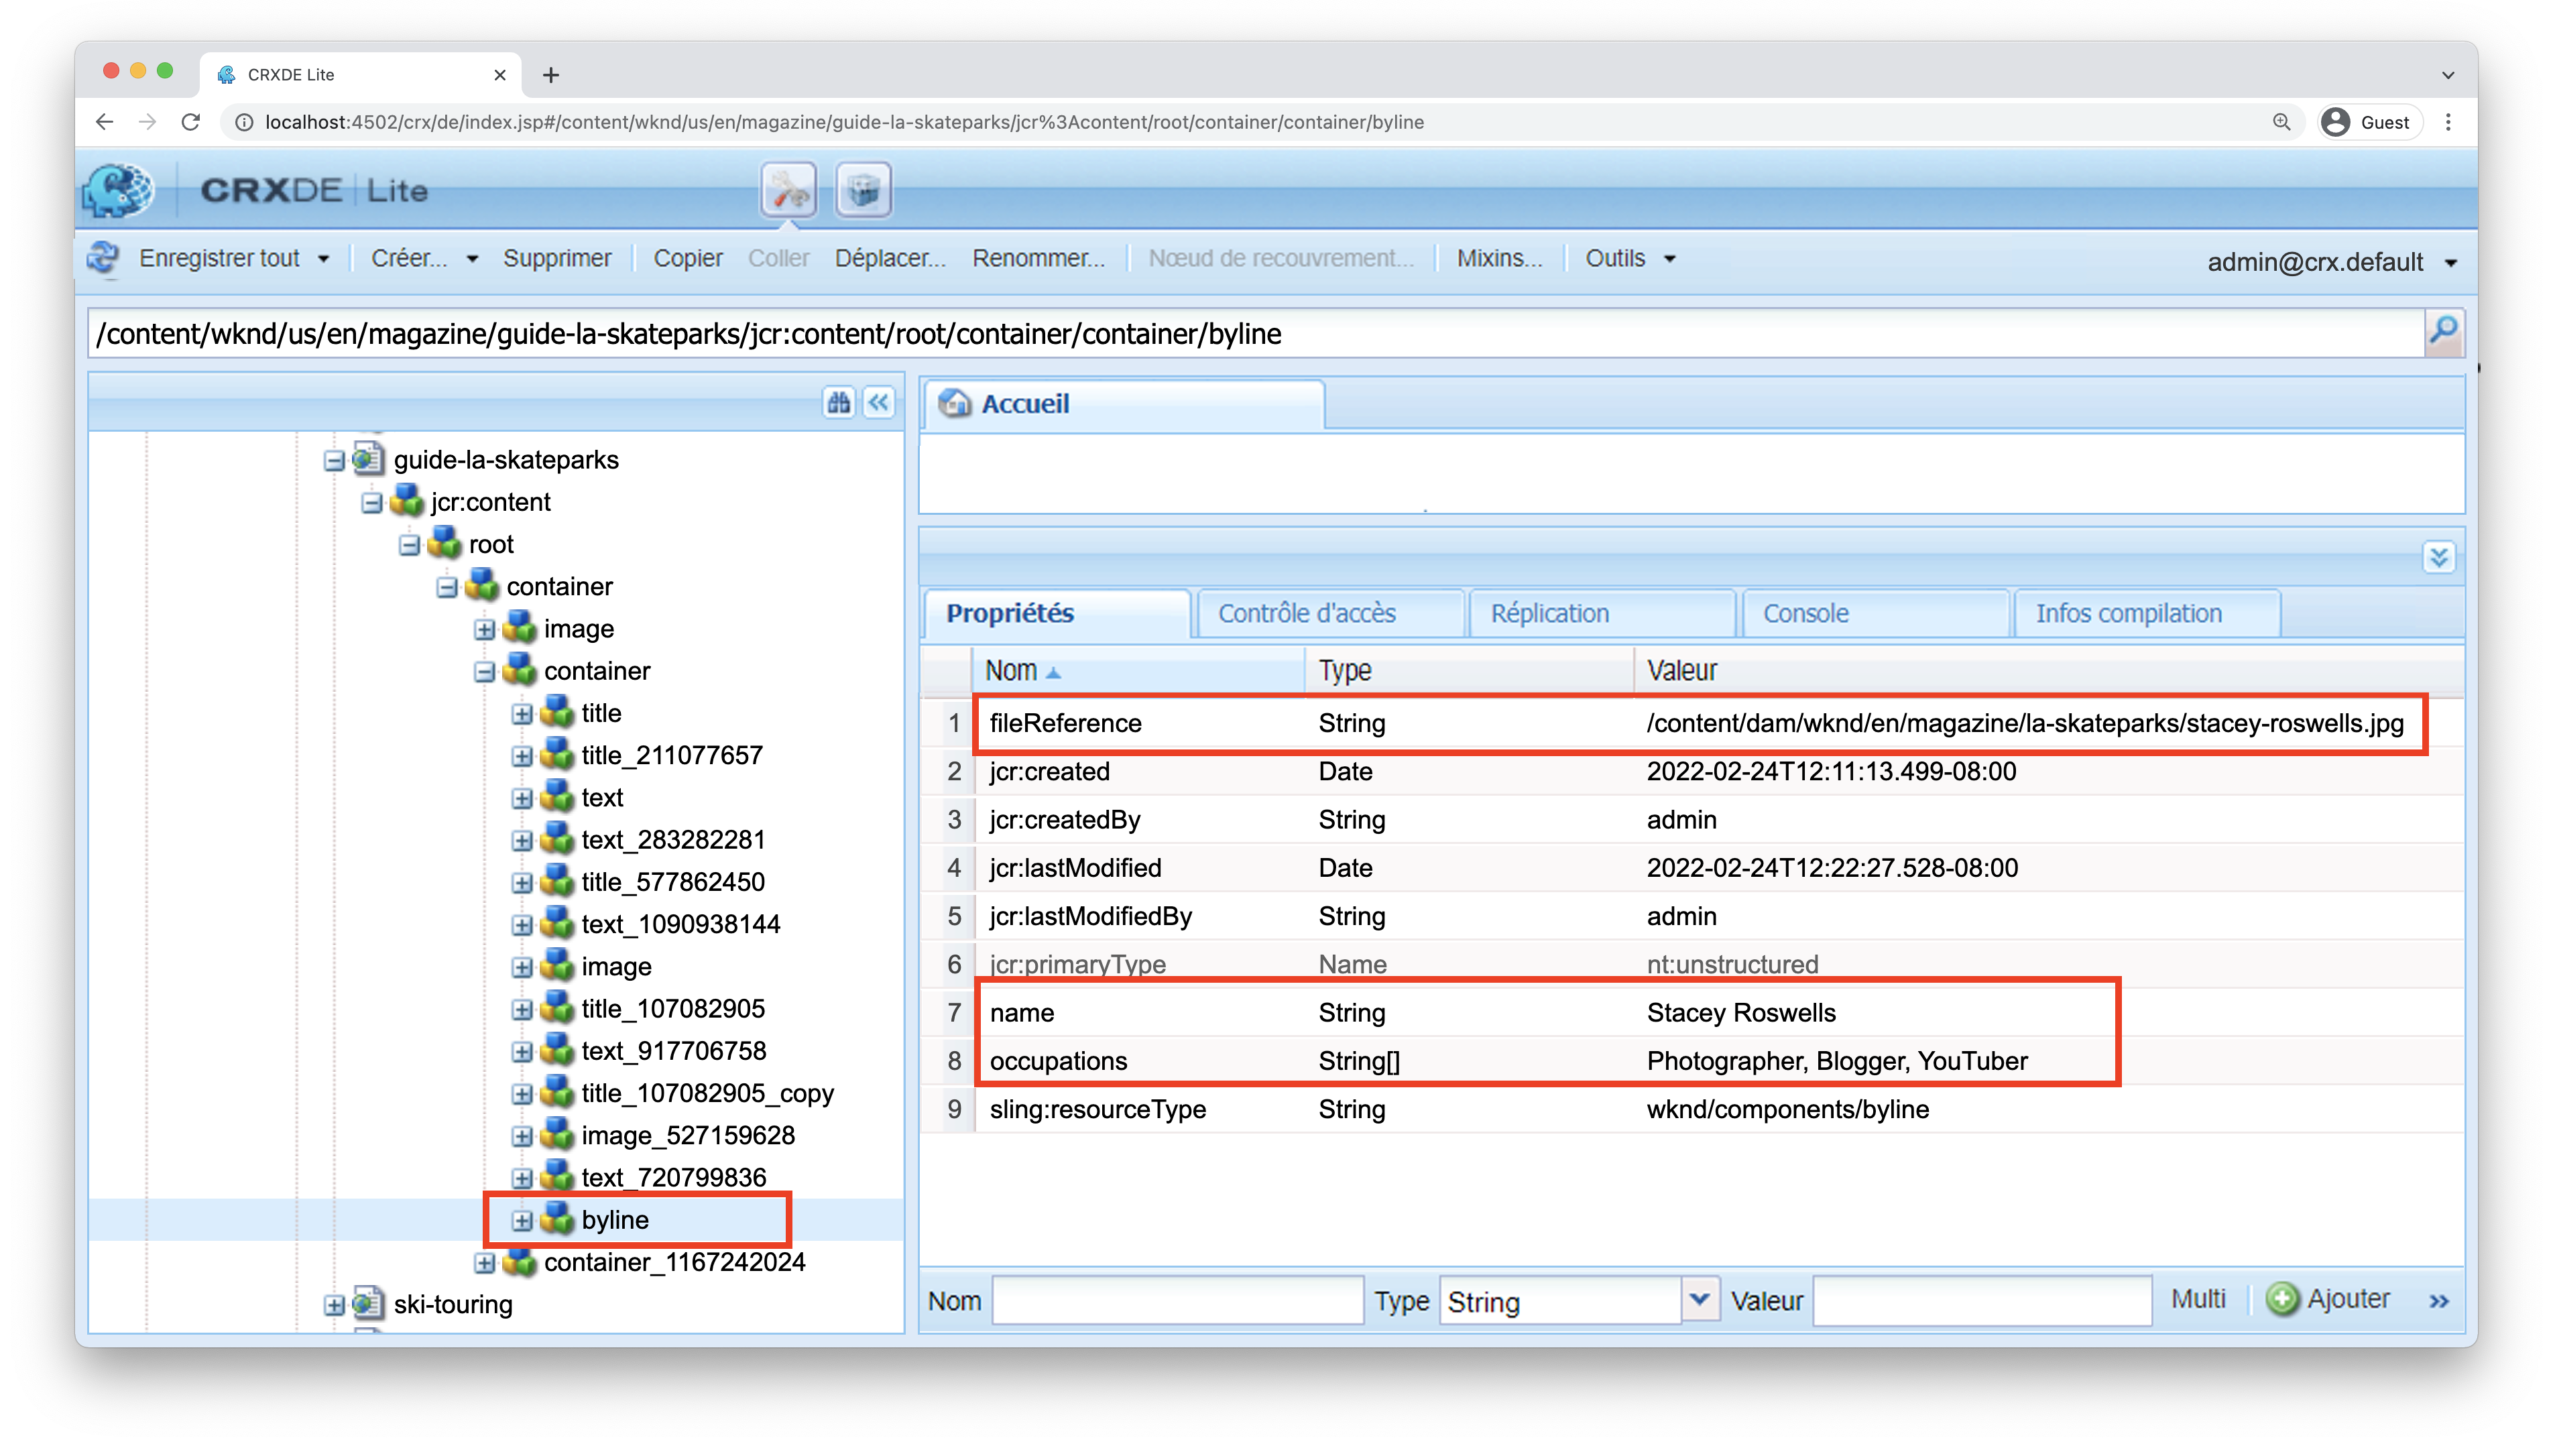 CRXDE Lite
localhost:4502/crx/de/index.jsp#/content/wknd/us/en/magazine/guide-la-skateparks/jcr%3Acontent/root/container/container/byline
Guest
CRXDE Lite
Enregistrer tout Créer... Supprimer Copier Coller Déplacer... Renommer... Nœud de recouvrement... Mixins... Outils admin@crx.default
/content/wknd/us/en/magazine/guide-la-skateparks/jcr:content/root/container/container/byline
guide-la-skateparks
jcr:content
root
container
image
container
title
title_211077657
text
text_283282281
title_577862450
text_1090938144
image
title_107082905
text_917706758
title_107082905_copy
image_527159628
text_720799836
byline
container_1167242024
ski-touring
Accueil
Propriétés Contrôle d'accès Réplication Console Infos compilation
Nom Type Valeur
1 fileReference String /content/dam/wknd/en/magazine/la-skateparks/stacey-roswells.jpg
2 jcr:created Date 2022-02-24T12:11:13.499-08:00
3 jcr:createdBy String admin
4 jcr:lastModified Date 2022-02-24T12:22:27.528-08:00
5 jcr:lastModifiedBy String admin
6 jcr:primaryType Name nt:unstructured
7 name String Stacey Roswells
8 occupations String[] Photographer, Blogger, YouTuber
9 sling:resourceType String wknd/components/byline
Nom Type String Valeur Multi Ajouter